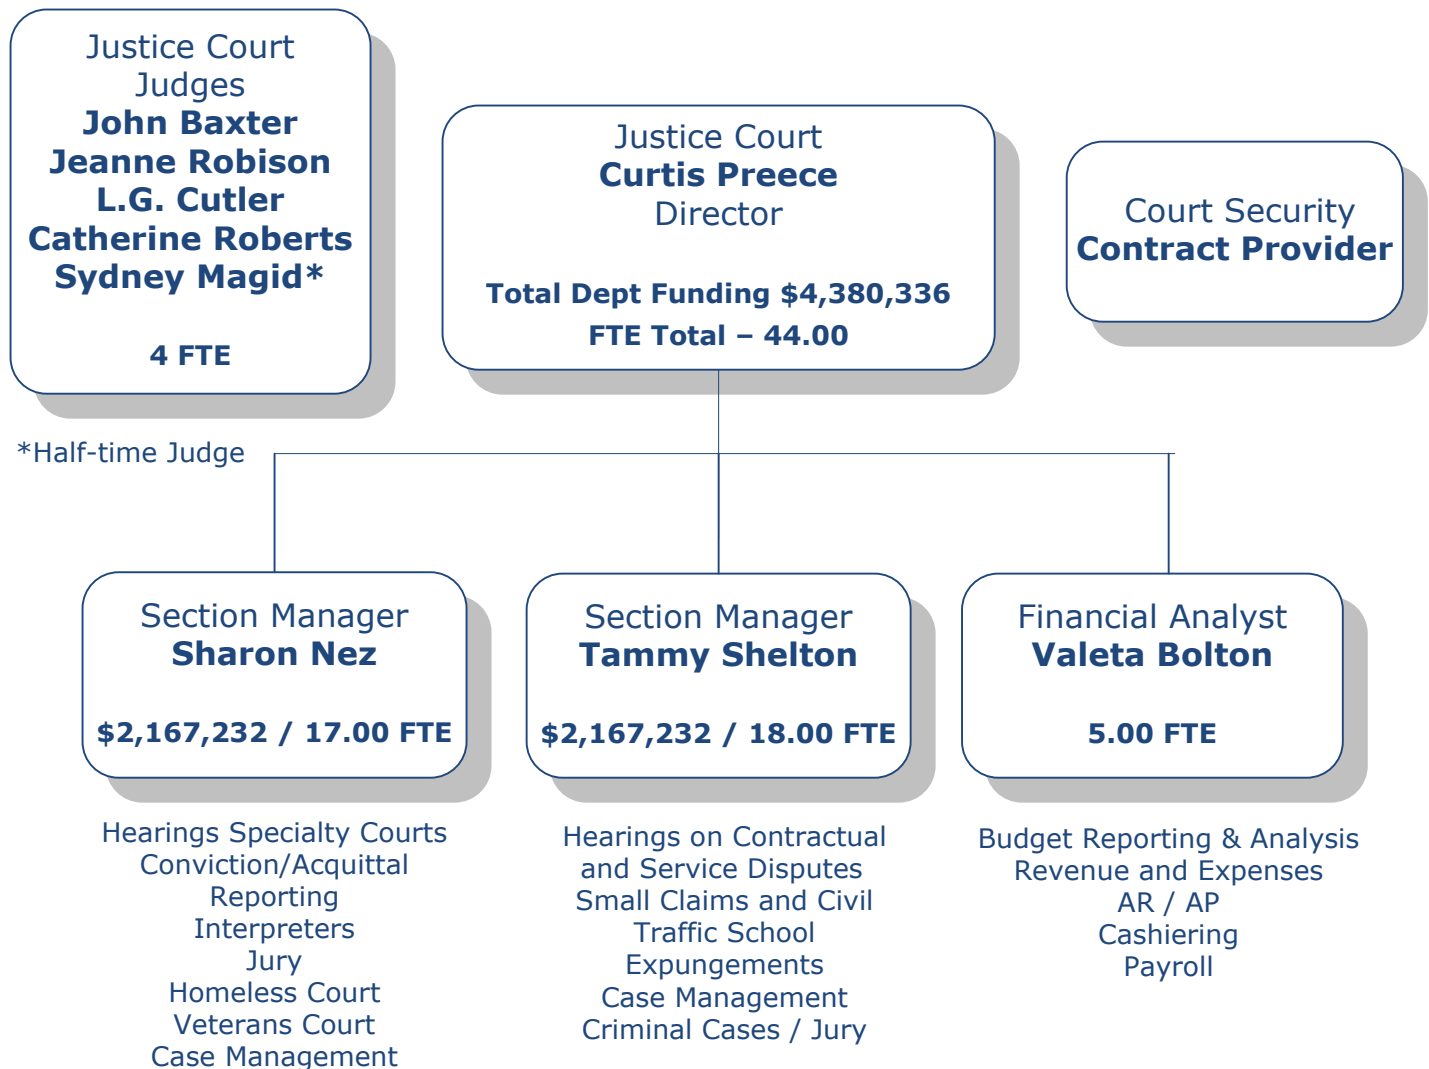 Justice Court
Judges
John Baxter
Jeanne Robison
L.G. Cutler
Catherine Roberts
Sydney Magid*
4 FTE
*Half-time Judge
Justice Court
Curtis Preece
Director
Total Dept Funding $4,380,336
FTE Total – 44.00
Court Security
Contract Provider
Section Manager
Sharon Nez
$2,167,232 / 17.00 FTE
Hearings Specialty Courts
Conviction/Acquittal
Reporting
Interpreters
Jury
Homeless Court
Veterans Court
Case Management
Section Manager
Tammy Shelton
$2,167,232 / 18.00 FTE
Hearings on Contractual
and Service Disputes
Small Claims and Civil
Traffic School
Expungements
Case Management
Criminal Cases / Jury
Financial Analyst
Valeta Bolton
5.00 FTE
Budget Reporting & Analysis
Revenue and Expenses
AR / AP
Cashiering
Payroll